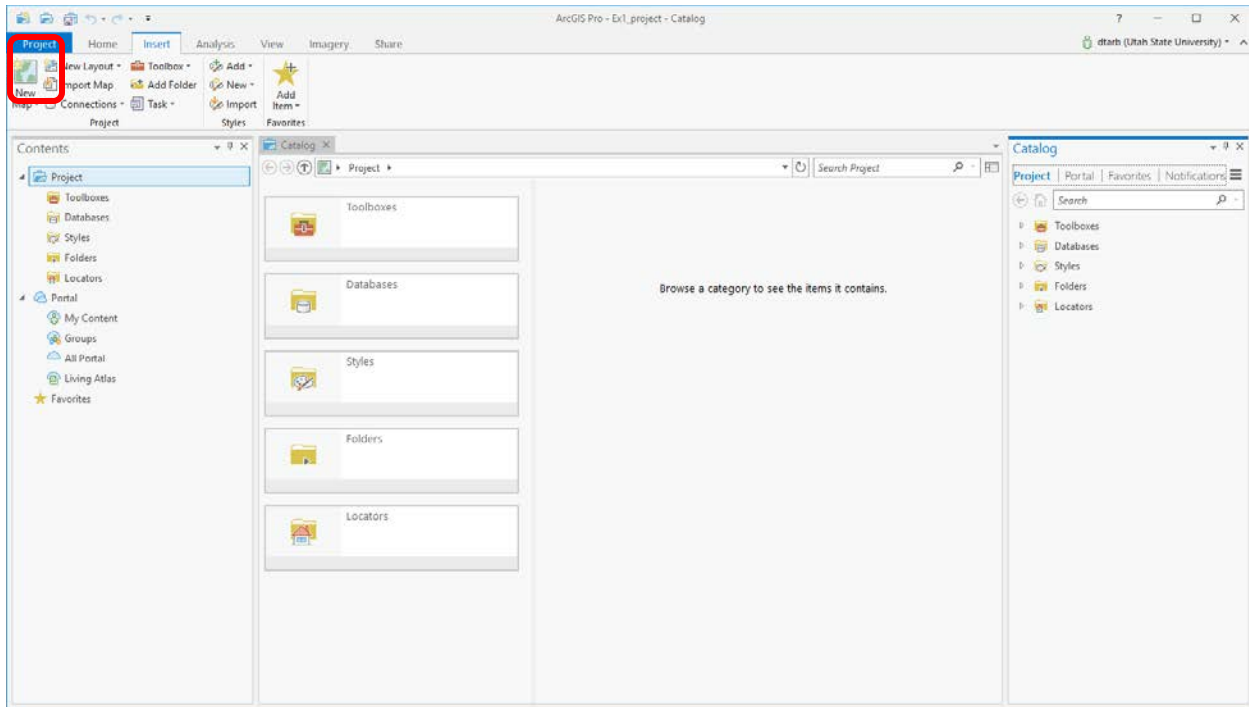 ArcGIS Pro - Ex1_project - Catalog
?
Project Home Insert Analysis View Imagery Share
dtarb (Utah State University)
New Layout Toolbox Add
Import Map Add Folder New
New Map Connections Task Import
Add Item
Project Styles Favorites
Contents
Project
Toolboxes
Databases
Styles
Folders
Locators
Portal
My Content
Groups
All Portal
Living Atlas
Favorites
Catalog
Project
Search Project
Toolboxes
Databases
Styles
Folders
Locators
Browse a category to see the items it contains.
Catalog
Project | Portal | Favorites | Notifications
Search
Toolboxes
Databases
Styles
Folders
Locators